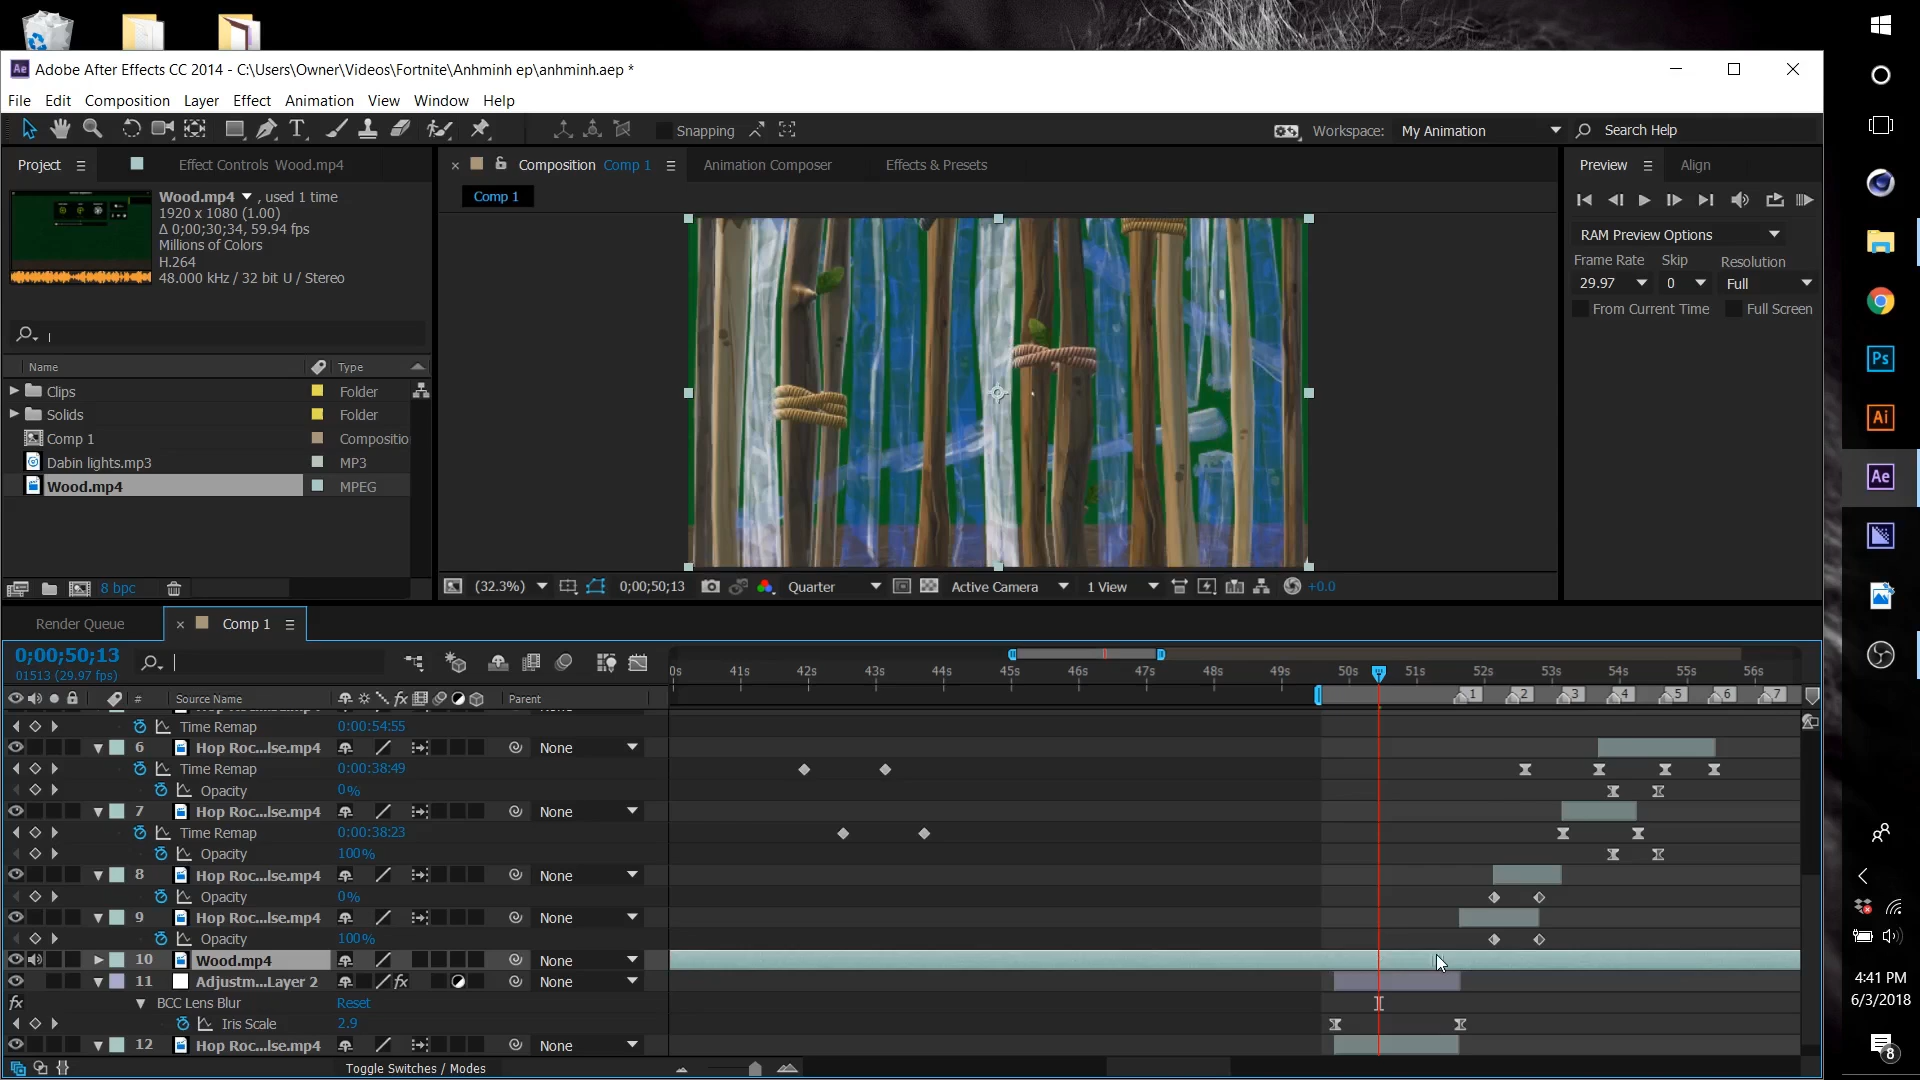 Adobe After Effects CC 2014 - C:\Users\Owner\Videos\Fortnite\Anhminh ep\anhminh.aep *
File Edit Composition Layer Effect Animation View Window Help
Snapping Workspace: My Animation Search Help
Project Effect Controls Wood.mp4
Composition Comp 1 Animation Composer Effects & Presets
Preview Align
Comp 1
Wood.mp4 , used 1 time
1920 x 1080 (1.00)
Δ 0;00;30;34, 59.94 fps
Millions of Colors
H.264
48.000 kHz / 32 bit U / Stereo
RAM Preview Options
Frame Rate Skip Resolution
29.97 0 Full
From Current Time Full Screen
Name Type
Clips Folder
Solids Folder
Comp 1 Compositio
Dabin lights.mp3 MP3
Wood.mp4 MPEG
8 bpc
(32.3%) 0;00;50;13 Quarter Active Camera 1 View +0.0
Render Queue Comp 1
0;00;50;13
01513 (29.97 fps)
0s 41s 42s 43s 44s 45s 46s 47s 48s 49s 50s 51s 52s 53s 54s 55s 56s
# Source Name Parent
1 2 3 4 5 6 7
Time Remap 0:00:54:55
6 Hop Roc...lse.mp4 None
Time Remap 0:00:38:49
Opacity 0%
7 Hop Roc...lse.mp4 None
Time Remap 0:00:38:23
Opacity 100%
8 Hop Roc...lse.mp4 None
Opacity 0%
9 Hop Roc...lse.mp4 None
Opacity 100%
10 Wood.mp4 None
11 Adjustm...Layer 2 None
fx BCC Lens Blur Reset
Iris Scale 2.9
12 Hop Roc...lse.mp4 None
Toggle Switches / Modes
Ps
Ai
Ae
4:41 PM
6/3/2018
8